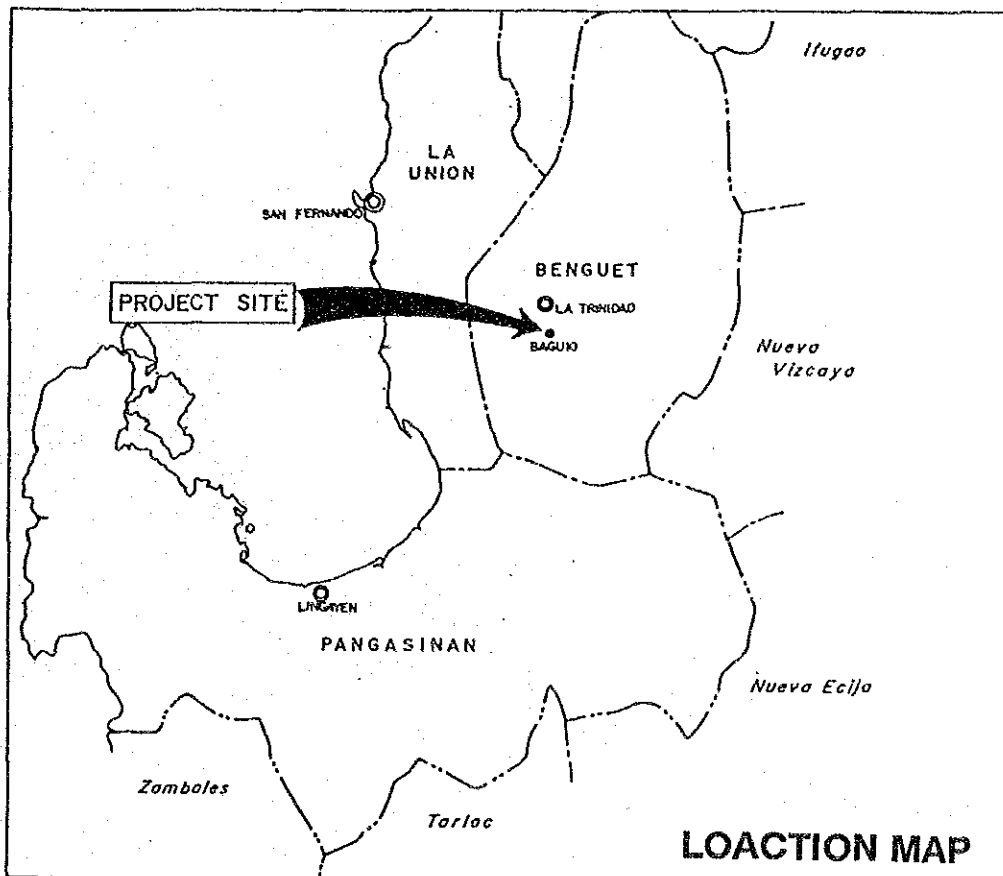 Ifugao
LA
UNION
SAN FERNANDO
BENGUET
PROJECT SITE
LA TRINIDAD
BAGUIO
Nueva
Vizcaya
LINGAYEN
PANGASINAN
Nueva Ecija
Zambales
Tarlac
LOACTION MAP